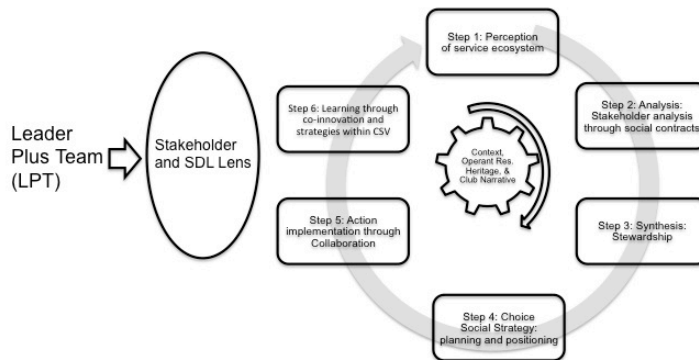 Leader
Plus Team
(LPT)
Stakeholder
and SDL Lens
Step 1: Perception
of service ecosystem
Step 2: Analysis:
Stakeholder analysis
through social contracts
Step 3: Synthesis:
Stewardship
Step 4: Choice
Social Strategy:
planning and positioning
Step 5: Action
implementation through
Collaboration
Step 6: Learning through
co-innovation and
strategies within CSV
Context,
Operant Res.
Heritage, &
Club Narrative